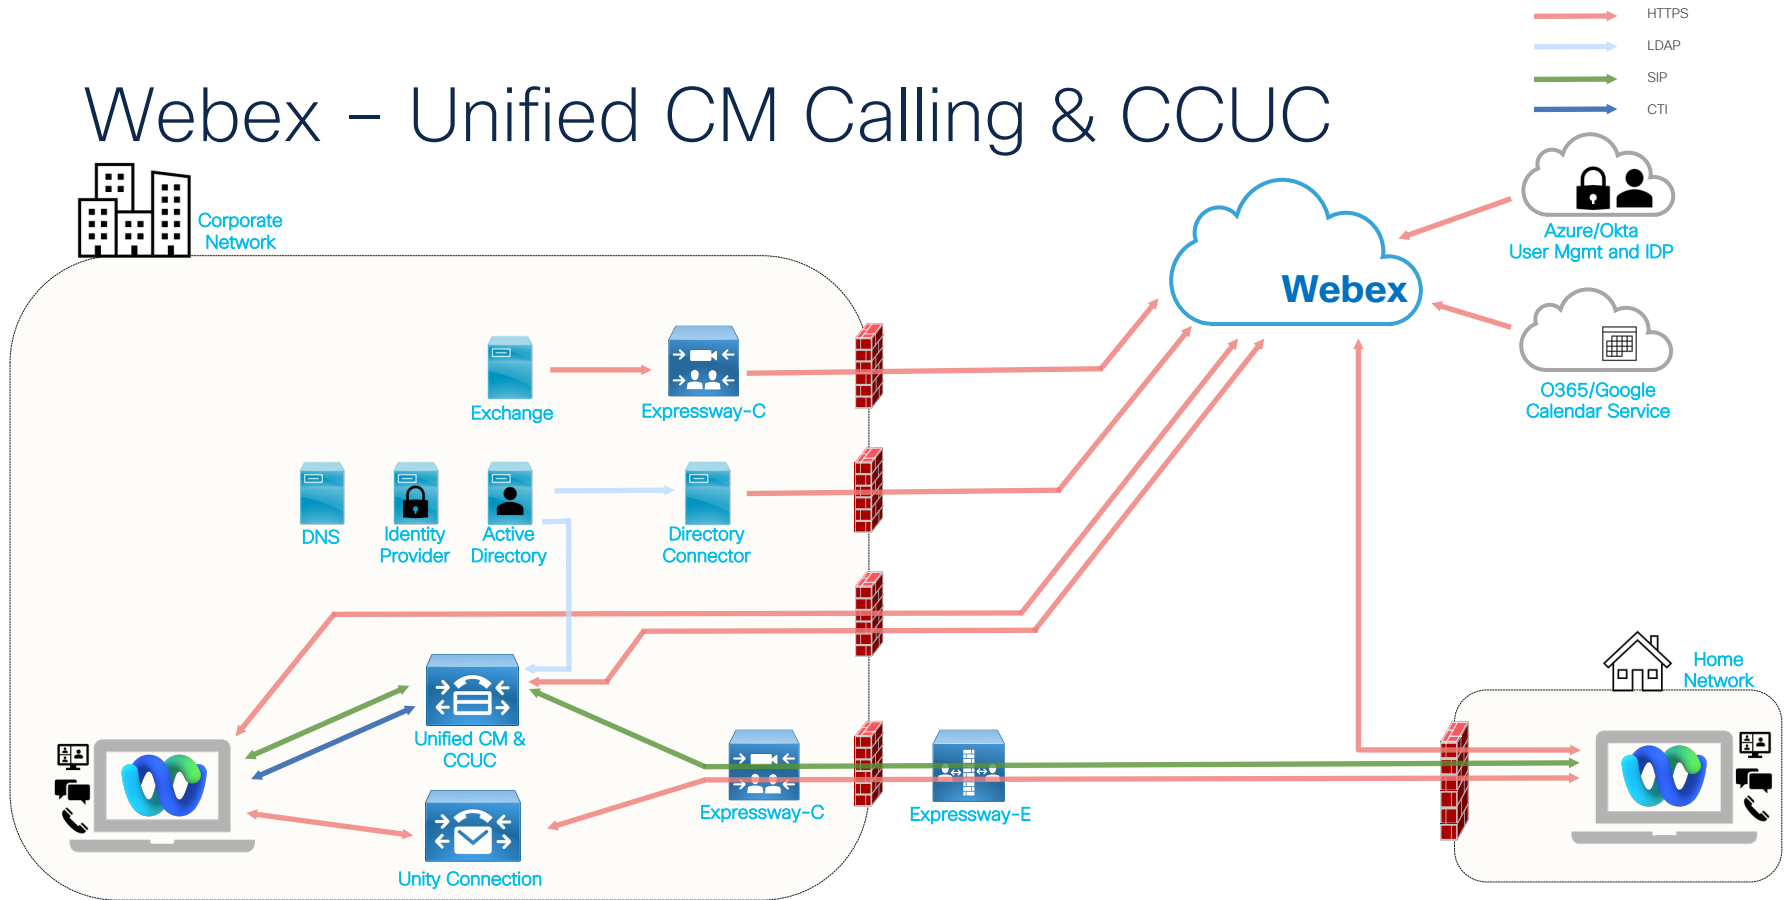 HTTPS
LDAP
SIP
CTI
Webex – Unified CM Calling & CCUC
Corporate
Network
Webex
Azure/Okta
User Mgmt and IDP
O365/Google
Calendar Service
Exchange
Expressway-C
DNS
Identity
Provider
Active
Directory
Directory
Connector
Unified CM &
CCUC
Unity Connection
Expressway-C
Expressway-E
Home
Network